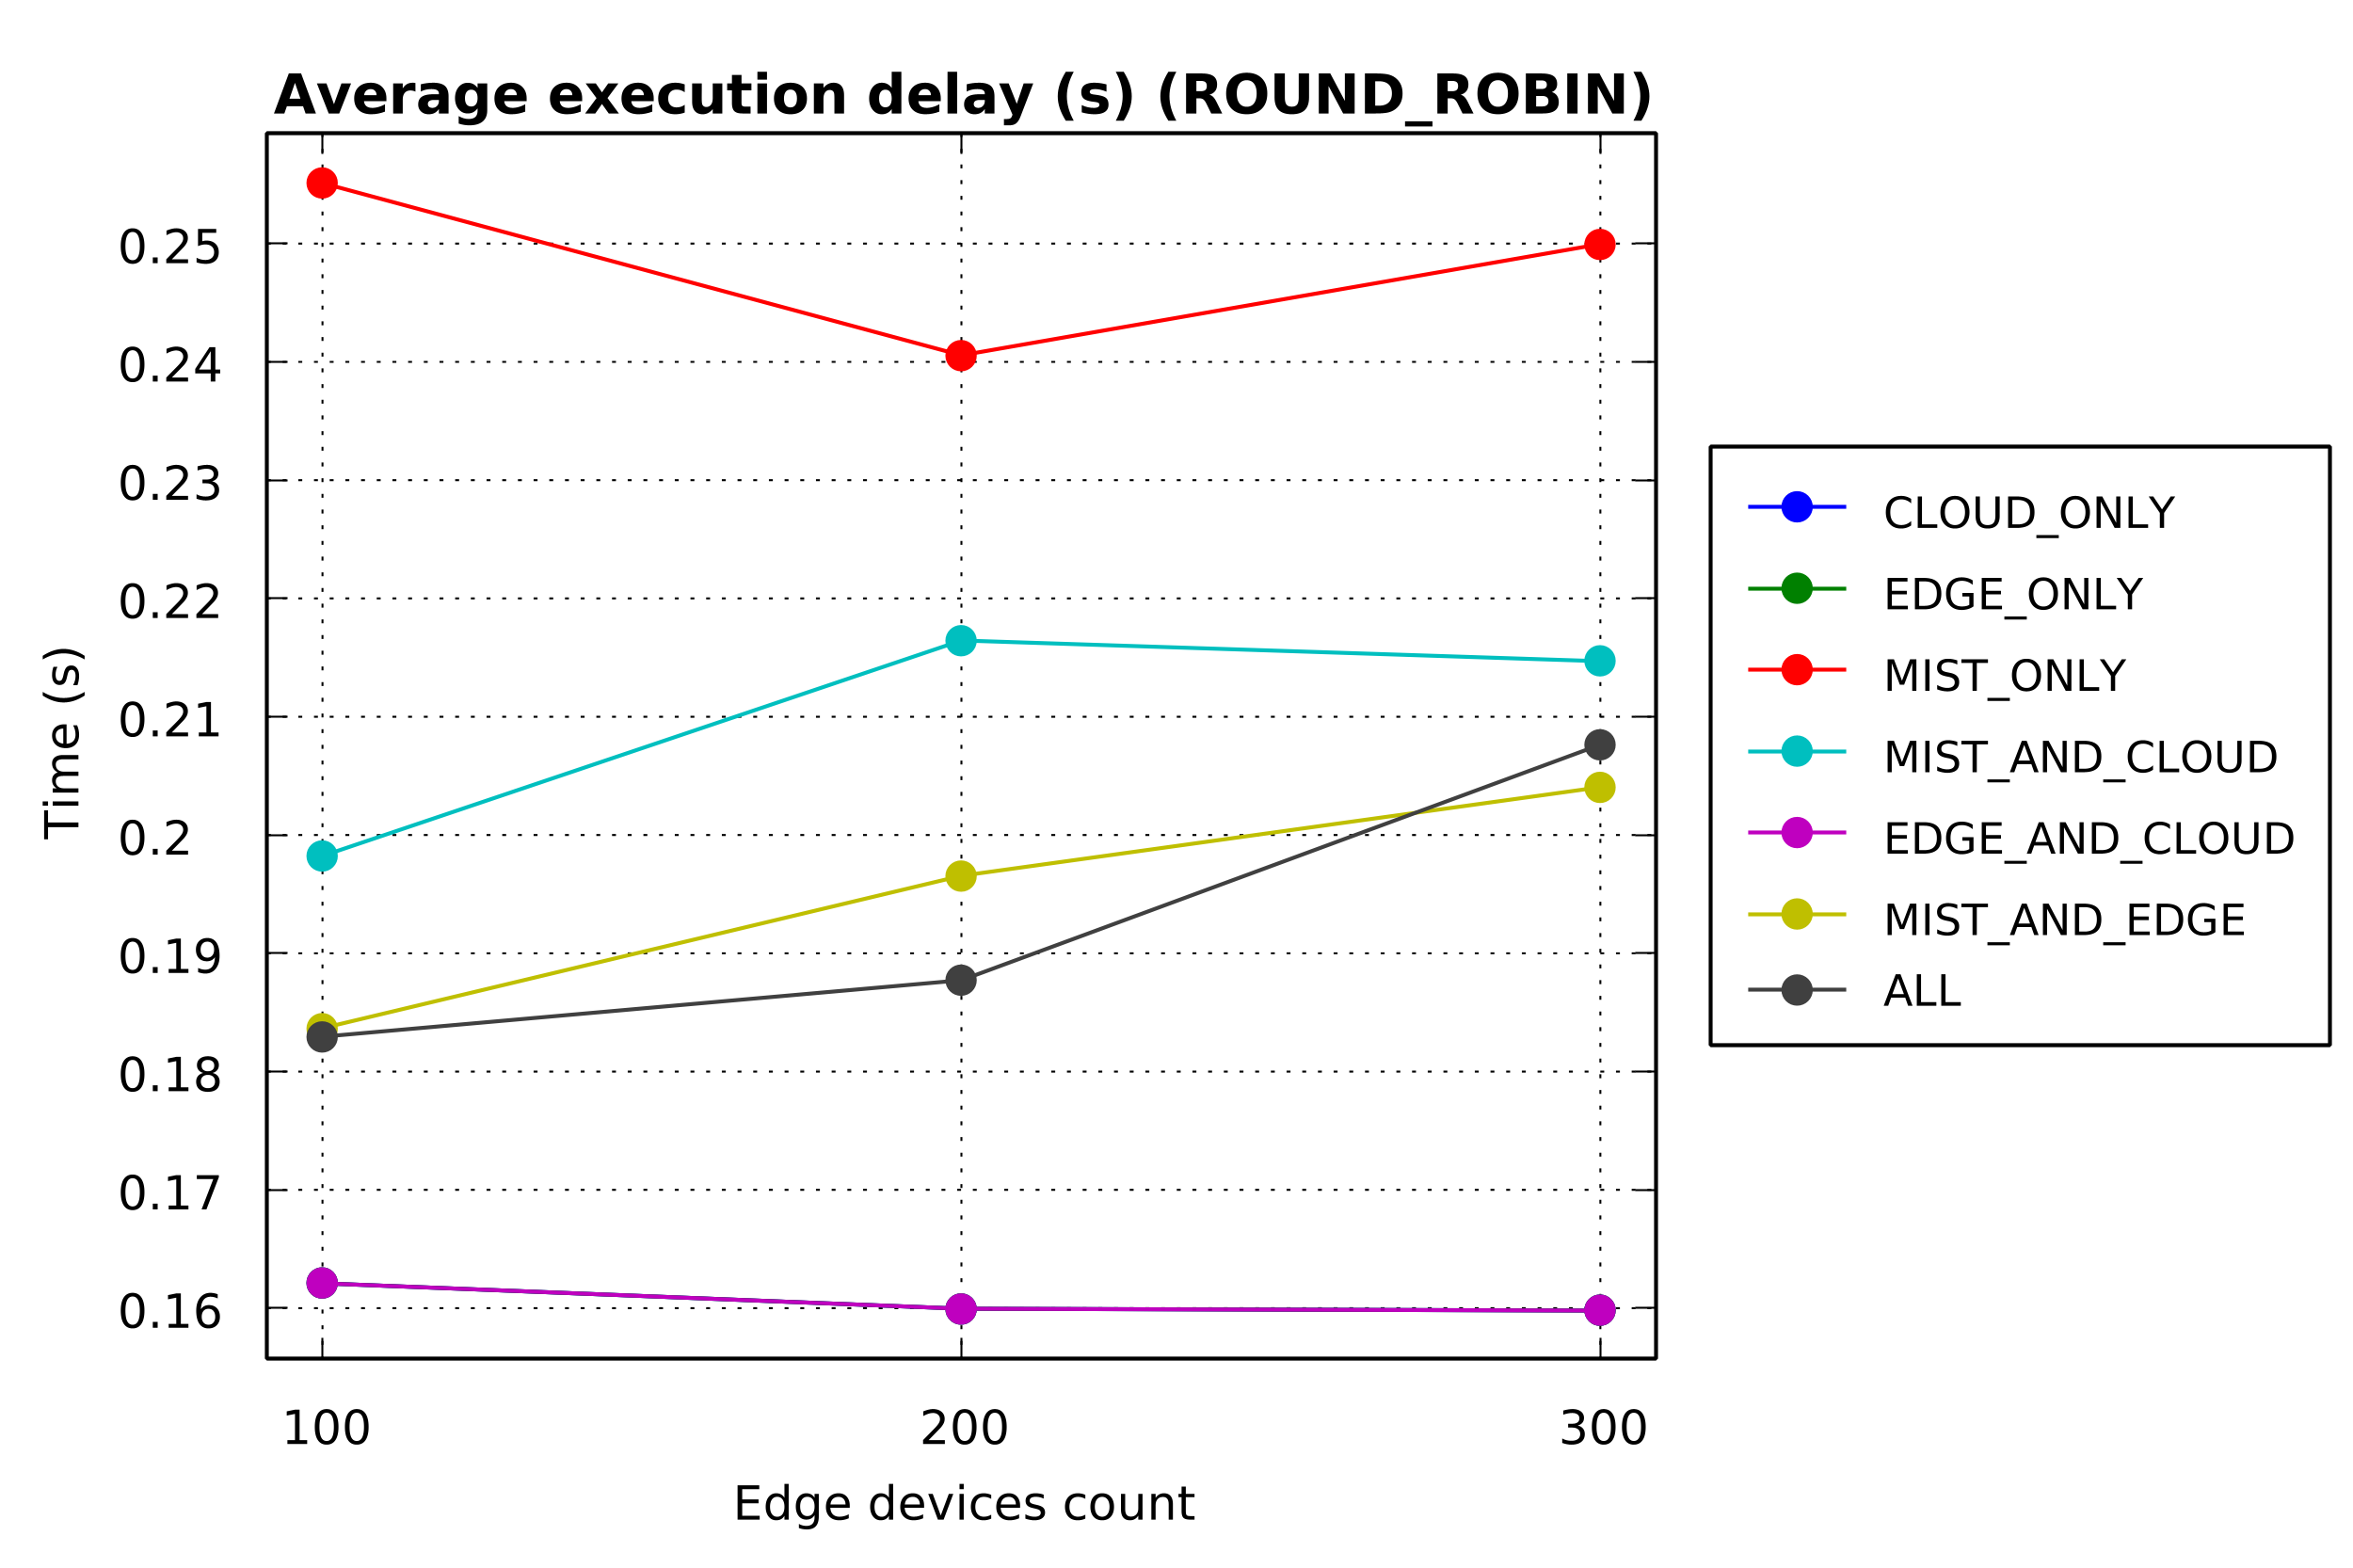 Average execution delay (s) (ROUND_ROBIN)
0.25
0.24
0.23
0.22
0.21
0.2
0.19
0.18
0.17
0.16
Time (s)
100 200 300
Edge devices count
CLOUD_ONLY
EDGE_ONLY
MIST_ONLY
MIST_AND_CLOUD
EDGE_AND_CLOUD
MIST_AND_EDGE
ALL